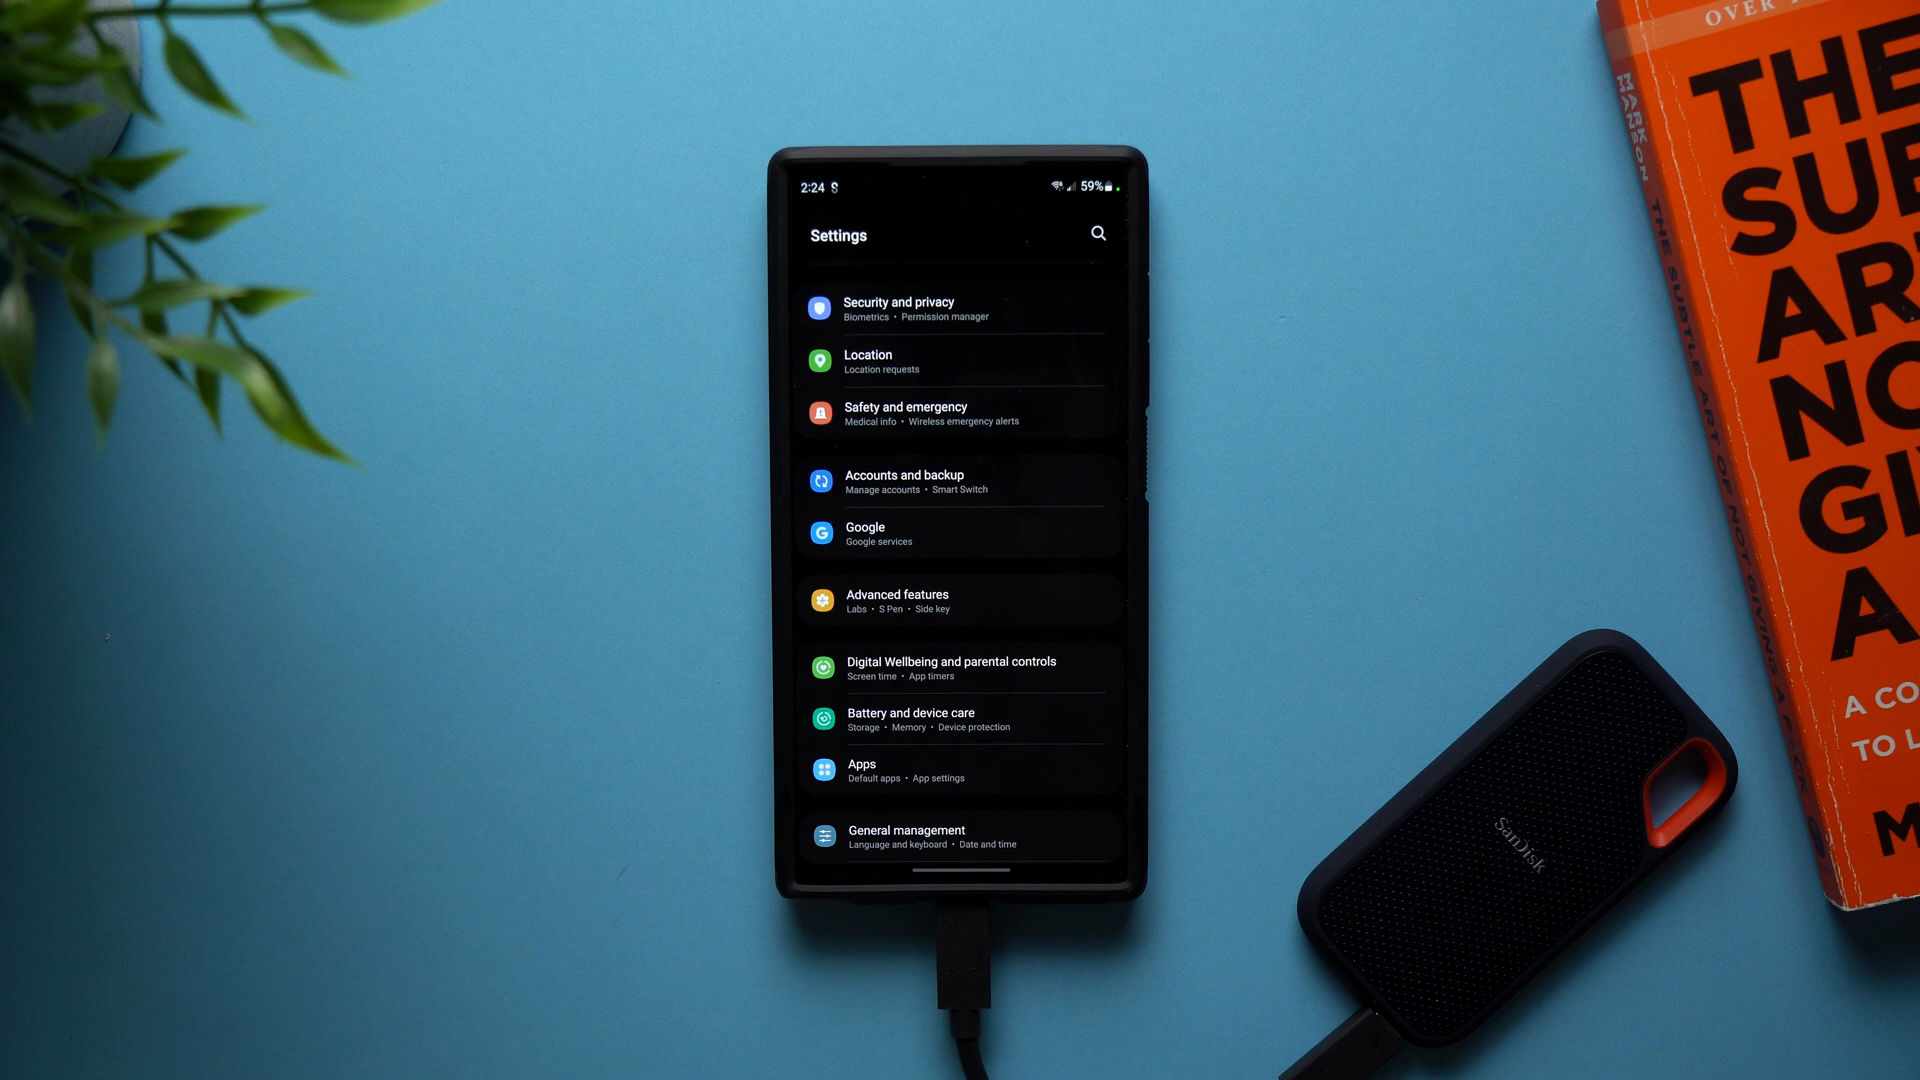 2:24
59%
Settings
Security and privacy
Biometrics • Permission manager
Location
Location requests
Safety and emergency
Medical info • Wireless emergency alerts
Accounts and backup
Manage accounts • Smart Switch
Google
Google services
Advanced features
Labs • S Pen • Side key
Digital Wellbeing and parental controls
Screen time • App timers
Battery and device care
Storage • Memory • Device protection
Apps
Default apps • App settings
General management
Language and keyboard • Date and time
SanDisk
MARK
MANSON
THE SUBTLE ART OF NOT GIVING A
OVER
THE
SUB
AR
NO
GI
A
A CO
TO L
M